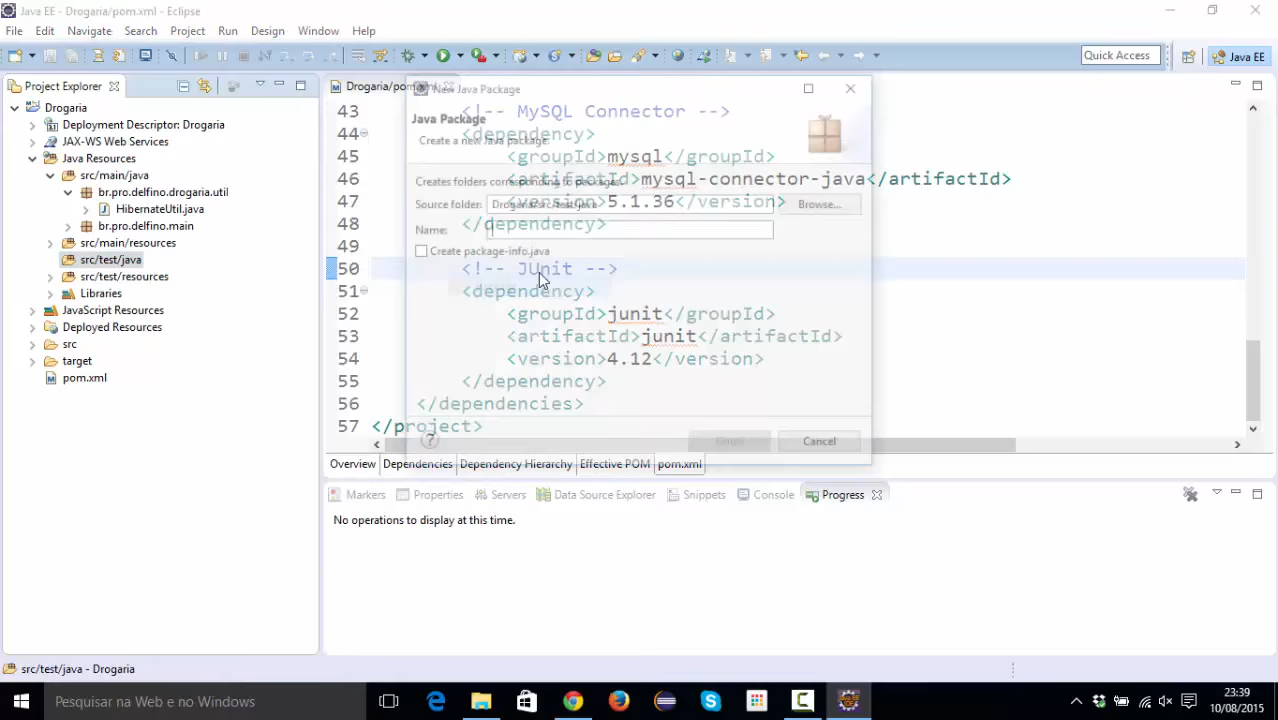 Java EE - Drogaria/pom.xml - Eclipse
File Edit Navigate Search Project Run Design Window Help
Quick Access
Java EE
Project Explorer
Drogaria
Deployment Descriptor: Drogaria
JAX-WS Web Services
Java Resources
src/main/java
br.pro.delfino.drogaria.util
HibernateUtil.java
br.pro.delfino.main
src/main/resources
src/test/java
src/test/resources
Libraries
JavaScript Resources
Deployed Resources
src
target
pom.xml
Drogaria/pom.xml
New Java Package
Java Package
Create a new Java package.
Creates folders corresponding to packages.
Source folder: Drogaria/src/test/java Browse...
Name:
Create package-info.java
Finish Cancel
43 <!-- MySQL Connector -->
44 <dependency>
45 <groupId>mysql</groupId>
46 <artifactId>mysql-connector-java</artifactId>
47 <version>5.1.36</version>
48 </dependency>
49
50 <!-- JUnit -->
51 <dependency>
52 <groupId>junit</groupId>
53 <artifactId>junit</artifactId>
54 <version>4.12</version>
55 </dependency>
56 </dependencies>
57 </project>
Overview Dependencies Dependency Hierarchy Effective POM pom.xml
Markers Properties Servers Data Source Explorer Snippets Console Progress
No operations to display at this time.
src/test/java - Drogaria
Pesquisar na Web e no Windows
23:39
10/08/2015